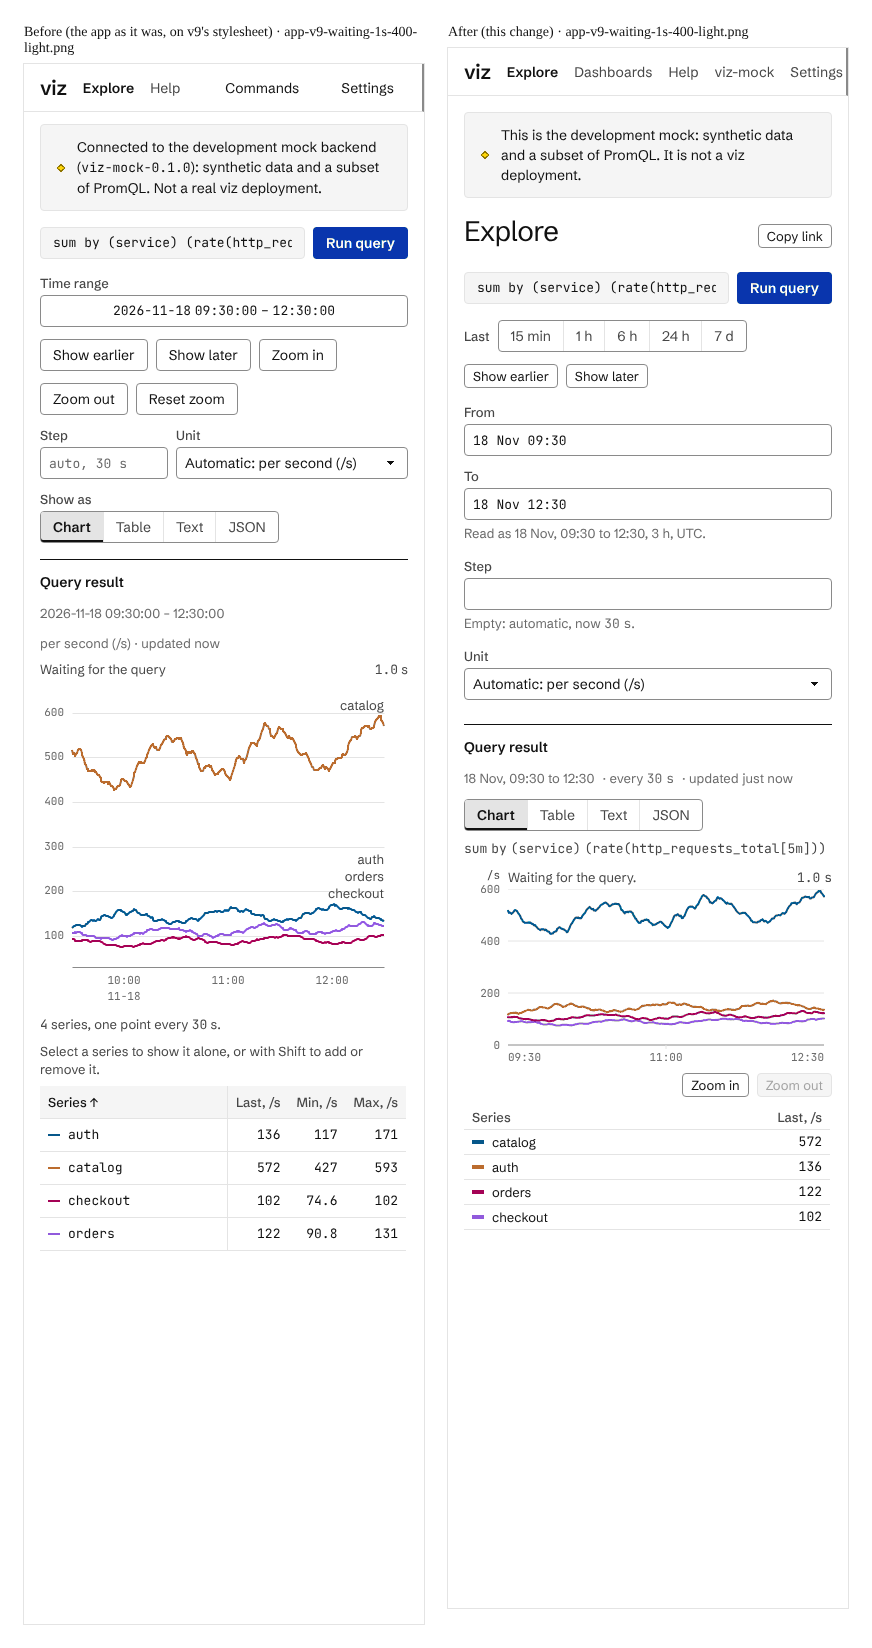 Before (the app as it was, on v9's stylesheet) · app-v9-waiting-1s-400-
light.png
viz Explore Help Commands Settings
Connected to the development mock backend
(viz-mock-0.1.0): synthetic data and a subset
of PromQL. Not a real viz deployment.
sum by (service) (rate(http_rec Run query
Time range
2026-11-18 09:30:00 – 12:30:00
Show earlier Show later Zoom in
Zoom out Reset zoom
Step Unit
auto, 30 s Automatic: per second (/s)
Show as
Chart Table Text JSON
Query result
2026-11-18 09:30:00 – 12:30:00
per second (/s) · updated now
Waiting for the query 1.0 s
catalog
600
500
400
300
auth
orders
200 checkout
100
10:00 11:00 12:00
11-18
4 series, one point every 30 s.
Select a series to show it alone, or with Shift to add or
remove it.
Series ↑ Last, /s Min, /s Max, /s
auth 136 117 171
catalog 572 427 593
checkout 102 74.6 102
orders 122 90.8 131
After (this change) · app-v9-waiting-1s-400-light.png
viz Explore Dashboards Help viz-mock Settings
This is the development mock: synthetic data
and a subset of PromQL. It is not a viz
deployment.
Explore Copy link
sum by (service) (rate(http_rec Run query
Last 15 min 1 h 6 h 24 h 7 d
Show earlier Show later
From
18 Nov 09:30
To
18 Nov 12:30
Read as 18 Nov, 09:30 to 12:30, 3 h, UTC.
Step
Empty: automatic, now 30 s.
Unit
Automatic: per second (/s)
Query result
18 Nov, 09:30 to 12:30 · every 30 s · updated just now
Chart Table Text JSON
sum by (service) (rate(http_requests_total[5m]))
/s Waiting for the query. 1.0 s
600
400
200
0
09:30 11:00 12:30
Zoom in Zoom out
Series Last, /s
catalog 572
auth 136
orders 122
checkout 102